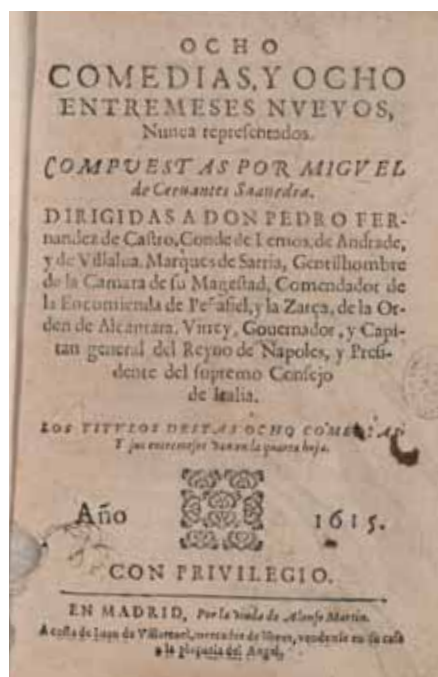 OCHO
COMEDIAS, Y OCHO
ENTREMESES NVEVOS,
Nunca representados.
COMPVESTAS POR MIGVEL
de Ceruantes Saauedra.
DIRIGIDAS A DON PEDRO FER-
nandez de Castro, Conde de Lemos, de Andrade,
y de Villalua, Marques de Sarria, Gentilhombre
de la Camara de su Magestad, Comendador de
la Encomienda de Peñafiel, y la Zarça, de la Or-
den de Alcantara, Virrey, Gouernador, y Capi-
tan general del Reyno de Napoles, y Presi-
dente del supremo Consejo
de Italia.
LOS TITVLOS DESTAS OCHO COMEDIAS
Y sus entremeses van en la quarta hoja.
Año 1615.
CON PRIVILEGIO.
EN MADRID, Por la viuda de Alonso Martin.
A costa de Iuan de Villarroel, mercader de libros, vendense en su casa
a la plaçuela del Angel,